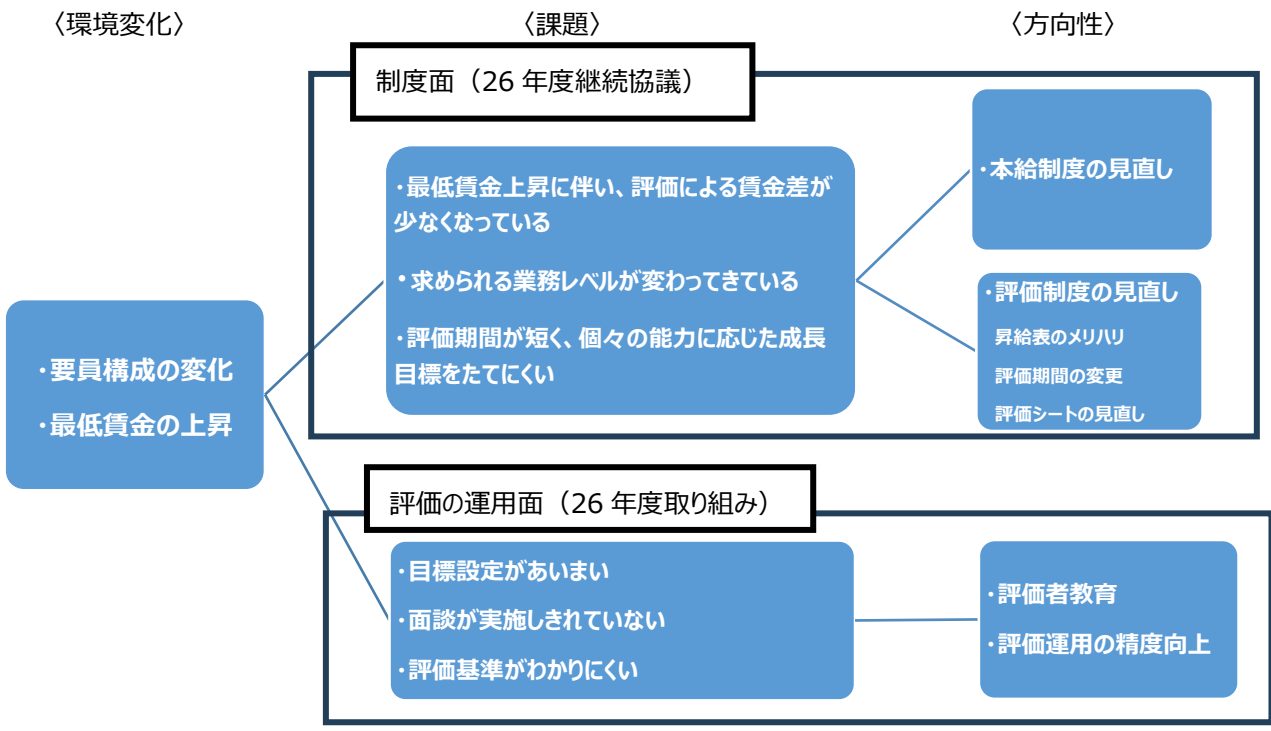 〈環境変化〉
〈課題〉
〈方向性〉
制度面（26 年度継続協議）
・要員構成の変化
・最低賃金の上昇
・最低賃金上昇に伴い、評価による賃金差が
少なくなっている
・求められる業務レベルが変わってきている
・評価期間が短く、個々の能力に応じた成長
目標をたてにくい
・本給制度の見直し
・評価制度の見直し
昇給表のメリハリ
評価期間の変更
評価シートの見直し
評価の運用面（26 年度取り組み）
・目標設定があいまい
・面談が実施しきれていない
・評価基準がわかりにくい
・評価者教育
・評価運用の精度向上